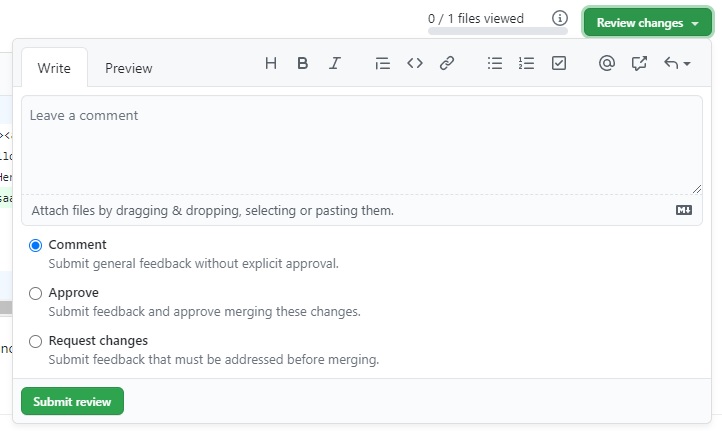 0 / 1 files viewed
Review changes
Write
Preview
H B I
Leave a comment
Attach files by dragging & dropping, selecting or pasting them.
Comment
Submit general feedback without explicit approval.
Approve
Submit feedback and approve merging these changes.
Request changes
Submit feedback that must be addressed before merging.
Submit review